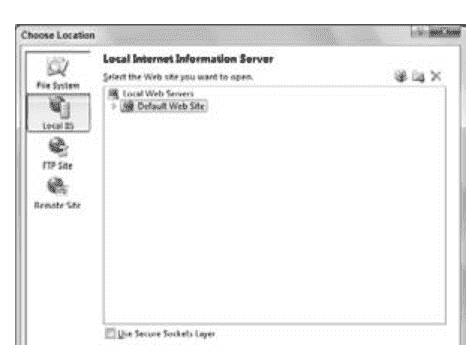 Choose Location
Local Internet Information Server
Select the Web site you want to open.
File System
Local Web Servers
Default Web Site
Local IIS
FTP Site
Remote Site
Use Secure Sockets Layer